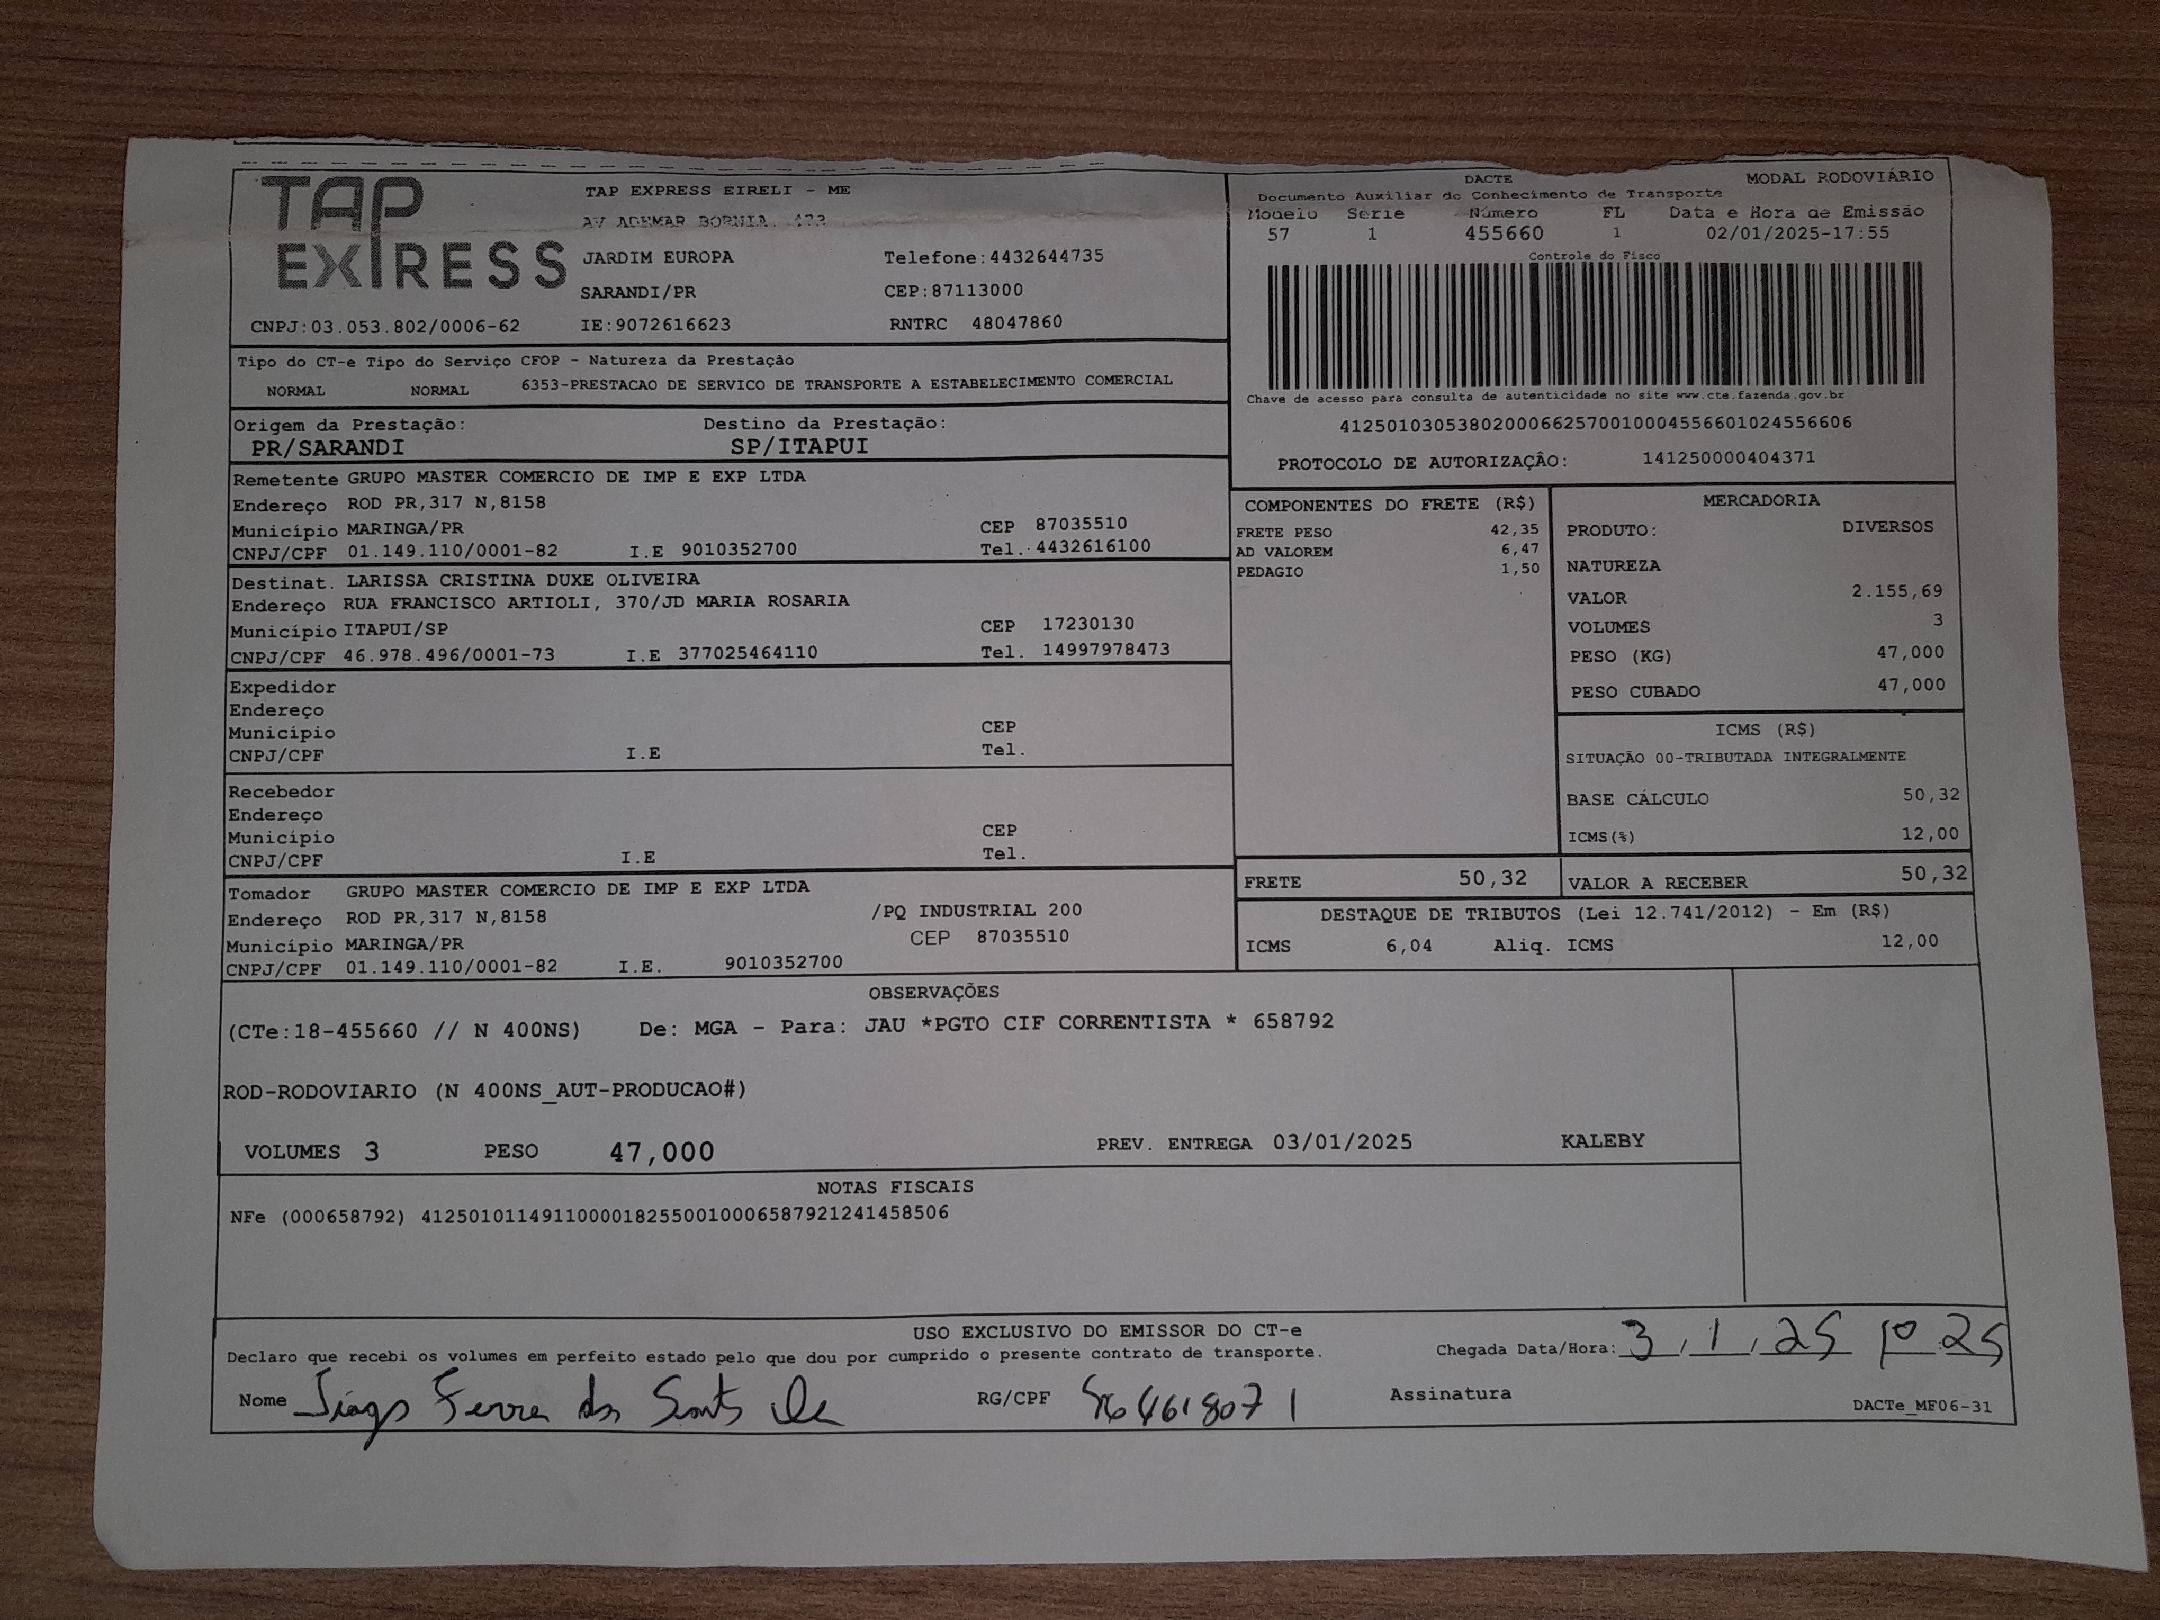 TAP
EXPRESS
TAP EXPRESS EIRELI - ME
AV ADEMAR BORNIA, 473
JARDIM EUROPA Telefone:4432644735
SARANDI/PR CEP:87113000
CNPJ:03.053.802/0006-62 IE:9072616623 RNTRC 48047860
DACTE MODAL RODOVIÁRIO
Documento Auxiliar do Conhecimento de Transporte
Modelo Serie Número FL Data e Hora de Emissão
57 1 455660 1 02/01/2025-17:55
Controle do Fisco
Chave de acesso para consulta de autenticidade no site www.cte.fazenda.gov.br
41250103053802000662570010004556601024556606
PROTOCOLO DE AUTORIZAÇÂO: 141250000404371
Tipo do CT-e Tipo do Serviço CFOP - Natureza da Prestação
NORMAL NORMAL 6353-PRESTACAO DE SERVICO DE TRANSPORTE A ESTABELECIMENTO COMERCIAL
Origem da Prestação: Destino da Prestação:
PR/SARANDI SP/ITAPUI
Remetente GRUPO MASTER COMERCIO DE IMP E EXP LTDA
Endereço ROD PR,317 N,8158
Município MARINGA/PR CEP 87035510
CNPJ/CPF 01.149.110/0001-82 I.E 9010352700 Tel. 4432616100
Destinat. LARISSA CRISTINA DUXE OLIVEIRA
Endereço RUA FRANCISCO ARTIOLI, 370/JD MARIA ROSARIA
Município ITAPUI/SP CEP 17230130
CNPJ/CPF 46.978.496/0001-73 I.E 377025464110 Tel. 14997978473
Expedidor
Endereço
Município CEP
CNPJ/CPF I.E Tel.
Recebedor
Endereço
Município CEP
CNPJ/CPF I.E Tel.
Tomador GRUPO MASTER COMERCIO DE IMP E EXP LTDA
Endereço ROD PR,317 N,8158 /PQ INDUSTRIAL 200
Município MARINGA/PR CEP 87035510
CNPJ/CPF 01.149.110/0001-82 I.E. 9010352700
COMPONENTES DO FRETE (R$)
FRETE PESO 42,35
AD VALOREM 6,47
PEDAGIO 1,50
MERCADORIA
PRODUTO: DIVERSOS
NATUREZA
VALOR 2.155,69
VOLUMES 3
PESO (KG) 47,000
PESO CUBADO 47,000
ICMS (R$)
SITUAÇÃO 00-TRIBUTADA INTEGRALMENTE
BASE CÁLCULO 50,32
ICMS(%) 12,00
FRETE 50,32 VALOR A RECEBER 50,32
DESTAQUE DE TRIBUTOS (Lei 12.741/2012) - Em (R$)
ICMS 6,04 Aliq. ICMS 12,00
OBSERVAÇÕES
(CTe:18-455660 // N 400NS) De: MGA - Para: JAU *PGTO CIF CORRENTISTA * 658792
ROD-RODOVIARIO (N 400NS_AUT-PRODUCAO#)
VOLUMES 3 PESO 47,000 PREV. ENTREGA 03/01/2025 KALEBY
NOTAS FISCAIS
NFe (000658792) 41250101149110000182550010006587921241458506
USO EXCLUSIVO DO EMISSOR DO CT-e
Declaro que recebi os volumes em perfeito estado pelo que dou por cumprido o presente contrato de transporte. Chegada Data/Hora: 3 / 1 / 25 10 25
Nome RG/CPF Assinatura
DACTe_MF06-31